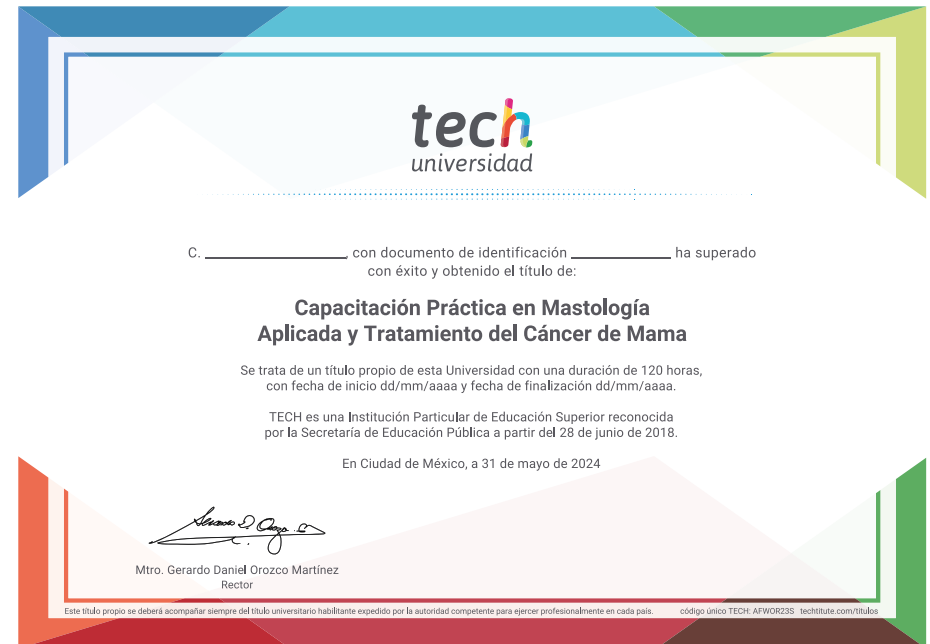 tech
universidad
C. __________________, con documento de identificación _____________ ha superado
con éxito y obtenido el título de:
Capacitación Práctica en Mastología
Aplicada y Tratamiento del Cáncer de Mama
Se trata de un título propio de esta Universidad con una duración de 120 horas,
con fecha de inicio dd/mm/aaaa y fecha de finalización dd/mm/aaaa.
TECH es una Institución Particular de Educación Superior reconocida
por la Secretaría de Educación Pública a partir del 28 de junio de 2018.
En Ciudad de México, a 31 de mayo de 2024
Mtro. Gerardo Daniel Orozco Martínez
Rector
Este título propio se deberá acompañar siempre del título universitario habilitante expedido por la autoridad competente para ejercer profesionalmente en cada país. código único TECH: AFWOR23S techtitute.com/titulos